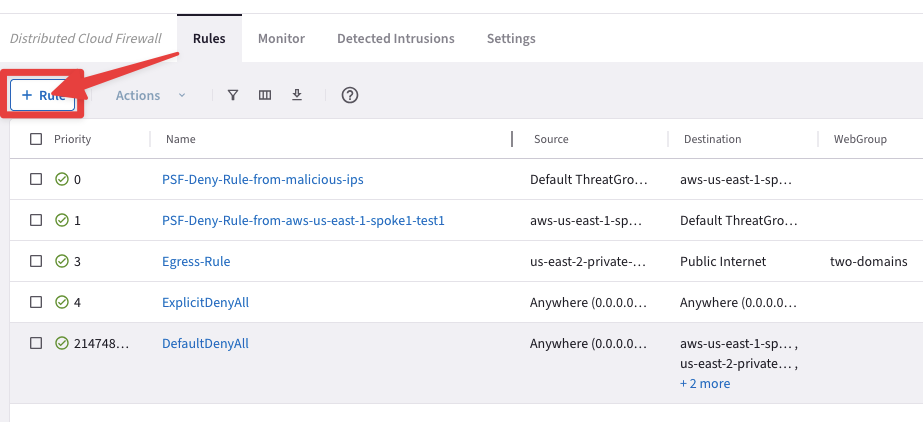 Distributed Cloud Firewall Rules Monitor Detected Intrusions Settings
+ Rule Actions
Priority Name Source Destination WebGroup
0 PSF-Deny-Rule-from-malicious-ips Default ThreatGro… aws-us-east-1-sp…
1 PSF-Deny-Rule-from-aws-us-east-1-spoke1-test1 aws-us-east-1-sp… Default ThreatGro…
3 Egress-Rule us-east-2-private-… Public Internet two-domains
4 ExplicitDenyAll Anywhere (0.0.0.0… Anywhere (0.0.0.0…
214748… DefaultDenyAll Anywhere (0.0.0.0… aws-us-east-1-sp… ,
us-east-2-private… ,
+ 2 more